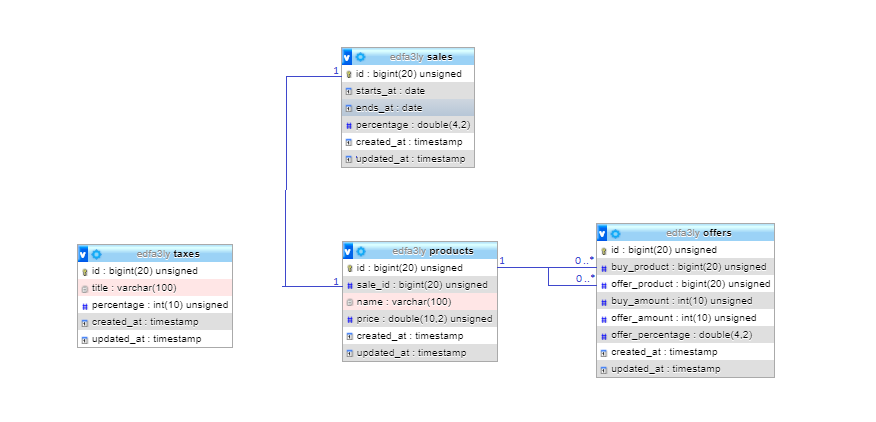 edfa3ly sales
id : bigint(20) unsigned
starts_at : date
ends_at : date
percentage : double(4,2)
created_at : timestamp
updated_at : timestamp
1
edfa3ly taxes
id : bigint(20) unsigned
title : varchar(100)
percentage : int(10) unsigned
created_at : timestamp
updated_at : timestamp
1
edfa3ly products
id : bigint(20) unsigned
sale_id : bigint(20) unsigned
name : varchar(100)
price : double(10,2) unsigned
created_at : timestamp
updated_at : timestamp
1
0..*
0..*
edfa3ly offers
id : bigint(20) unsigned
buy_product : bigint(20) unsigned
offer_product : bigint(20) unsigned
buy_amount : int(10) unsigned
offer_amount : int(10) unsigned
offer_percentage : double(4,2)
created_at : timestamp
updated_at : timestamp